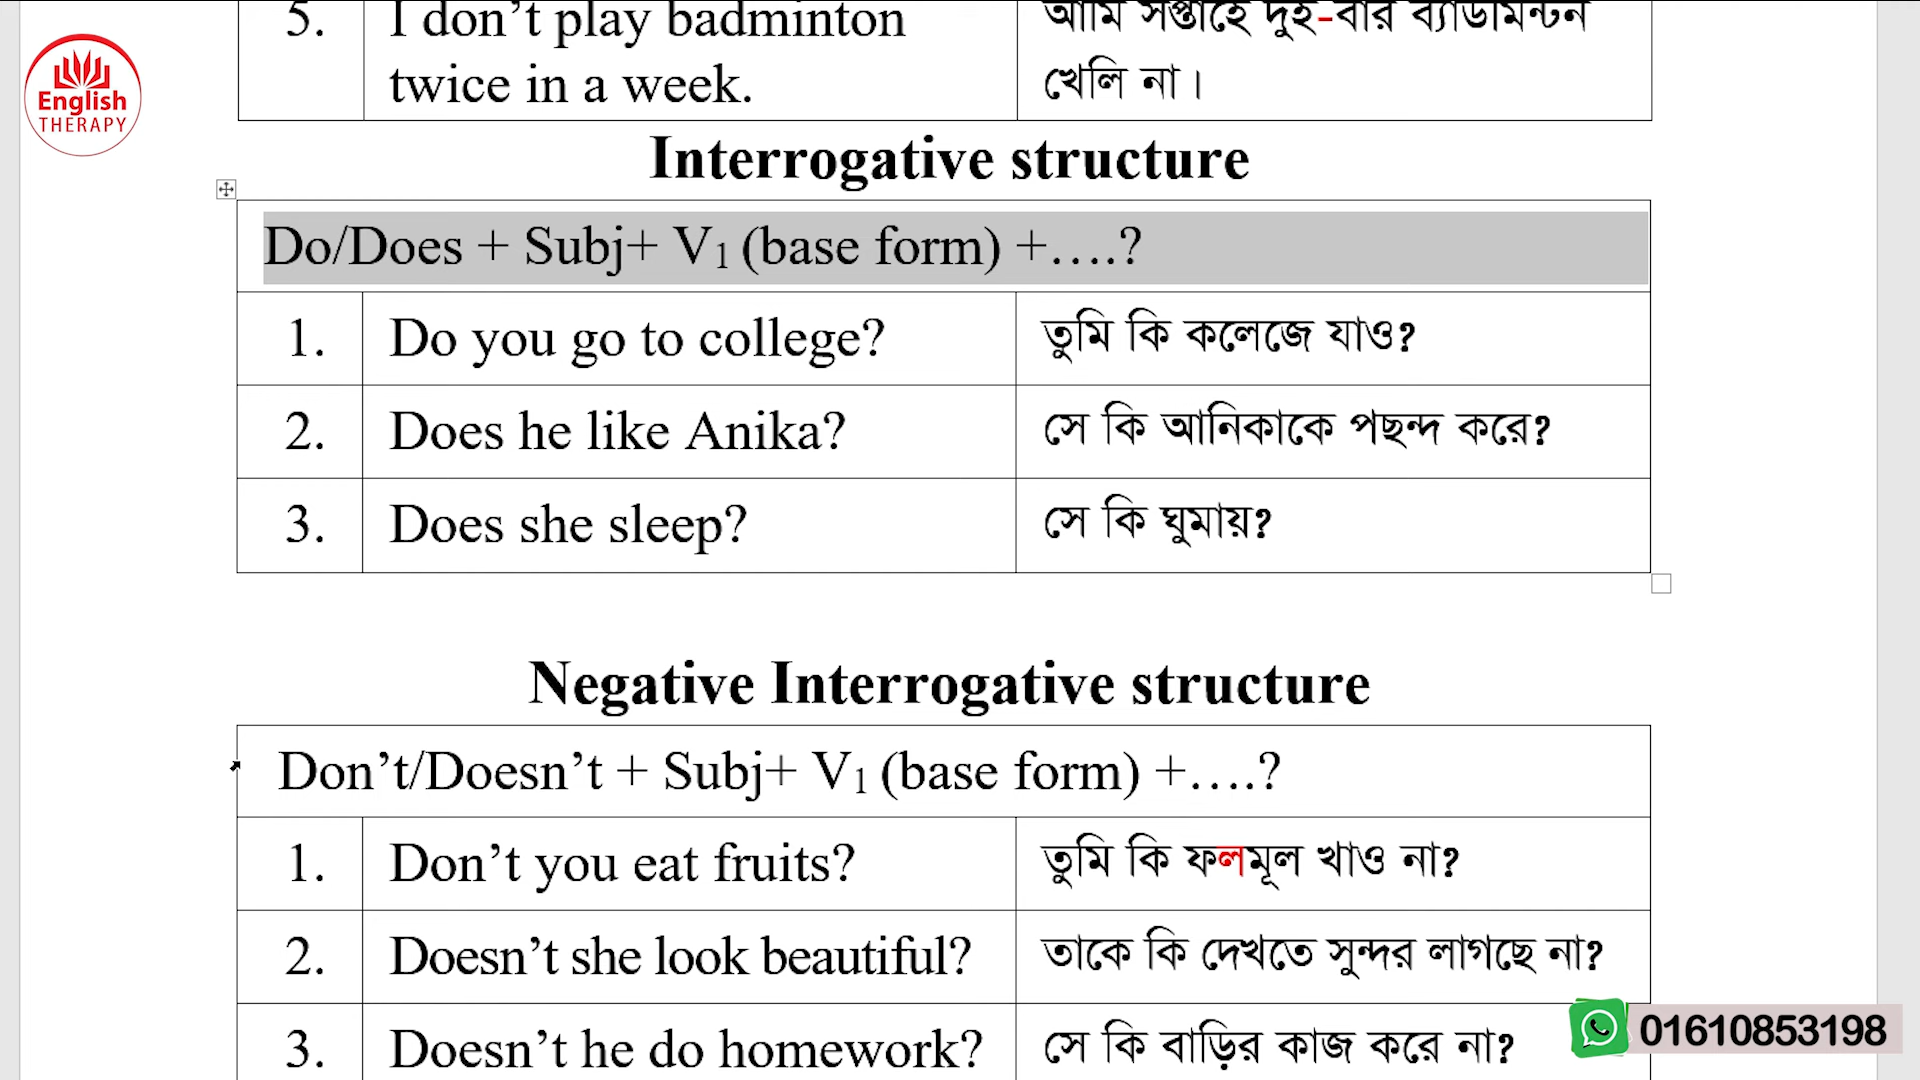 English
THERAPY
5. I don’t play badminton আমি সপ্তাহে দুই-বার ব্যাডমিন্টন
twice in a week. খেলি না।
Interrogative structure
Do/Does + Subj+ V1 (base form) +….?
1. Do you go to college? তুমি কি কলেজে যাও?
2. Does he like Anika? সে কি আনিকাকে পছন্দ করে?
3. Does she sleep? সে কি ঘুমায়?
Negative Interrogative structure
Don’t/Doesn’t + Subj+ V1 (base form) +….?
1. Don’t you eat fruits? তুমি কি ফলমূল খাও না?
2. Doesn’t she look beautiful? তাকে কি দেখতে সুন্দর লাগছে না?
3. Doesn’t he do homework? সে কি বাড়ির কাজ করে না?
01610853198